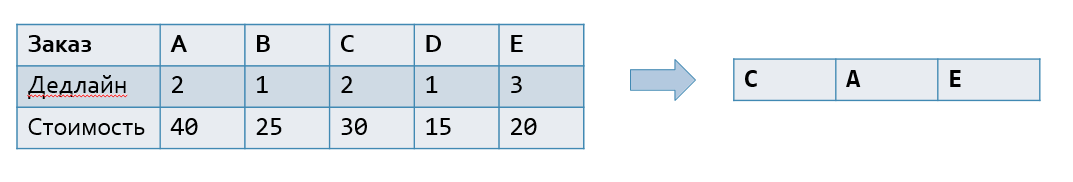 Заказ A B C D E
Дедлайн 2 1 2 1 3
Стоимость 40 25 30 15 20
C A E